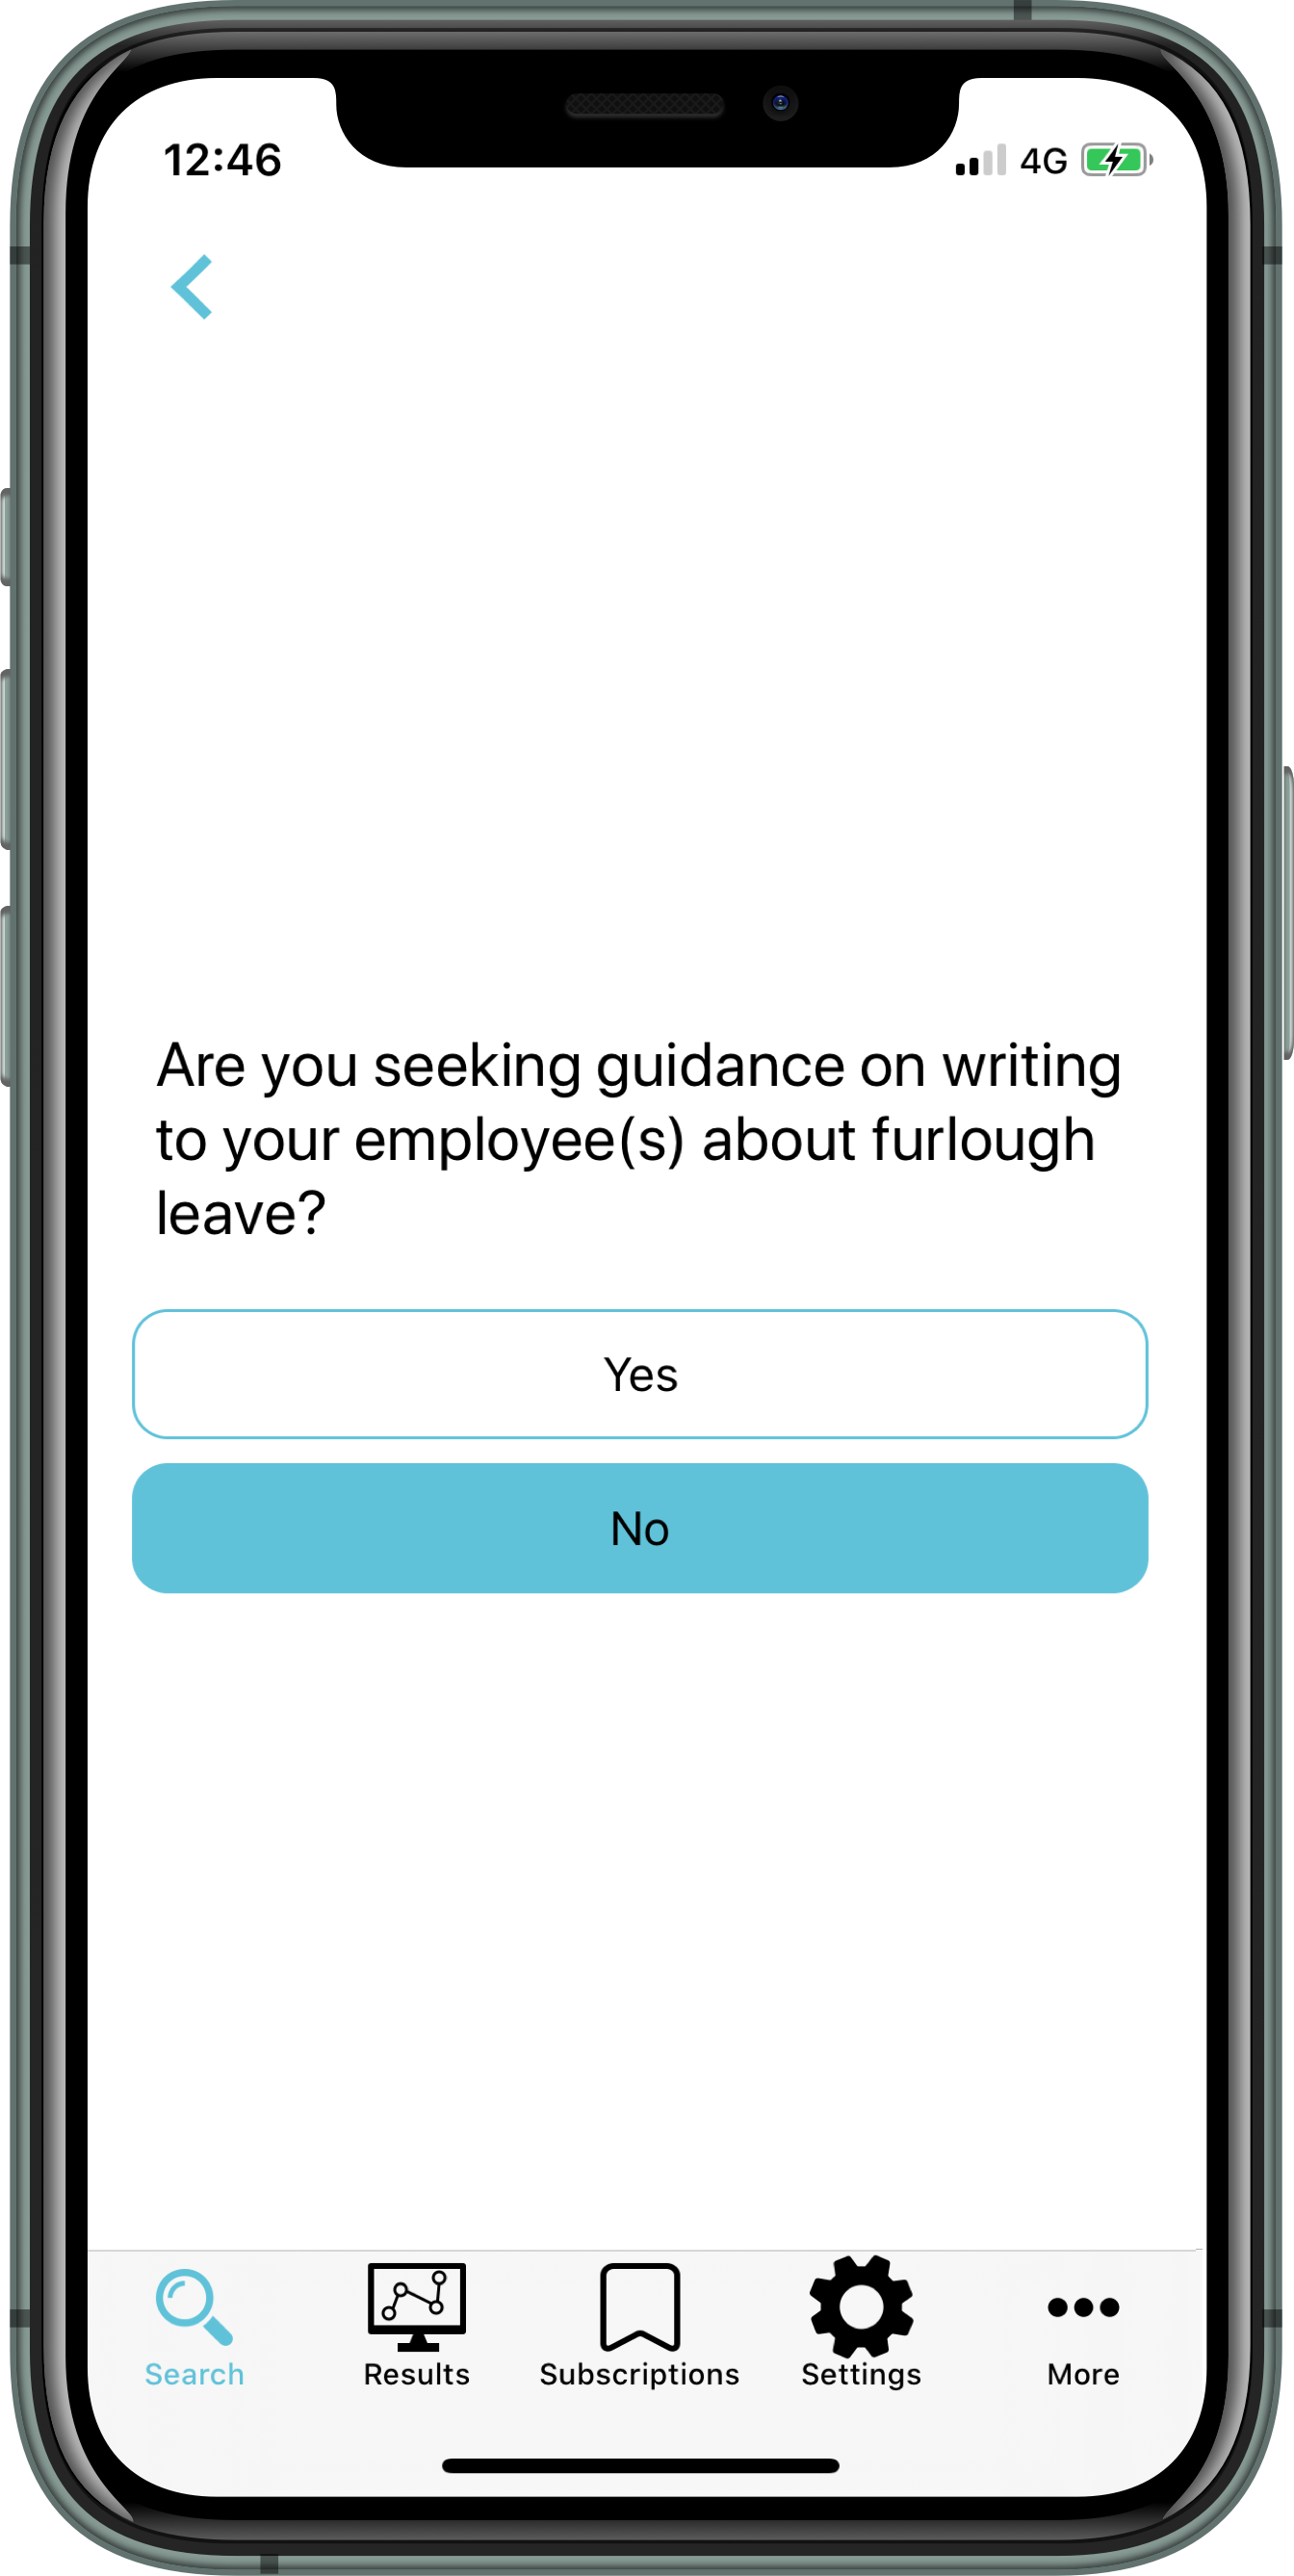 12:46
4G
Are you seeking guidance on writing
to your employee(s) about furlough
leave?
Yes
No
Search
Results
Subscriptions
Settings
More